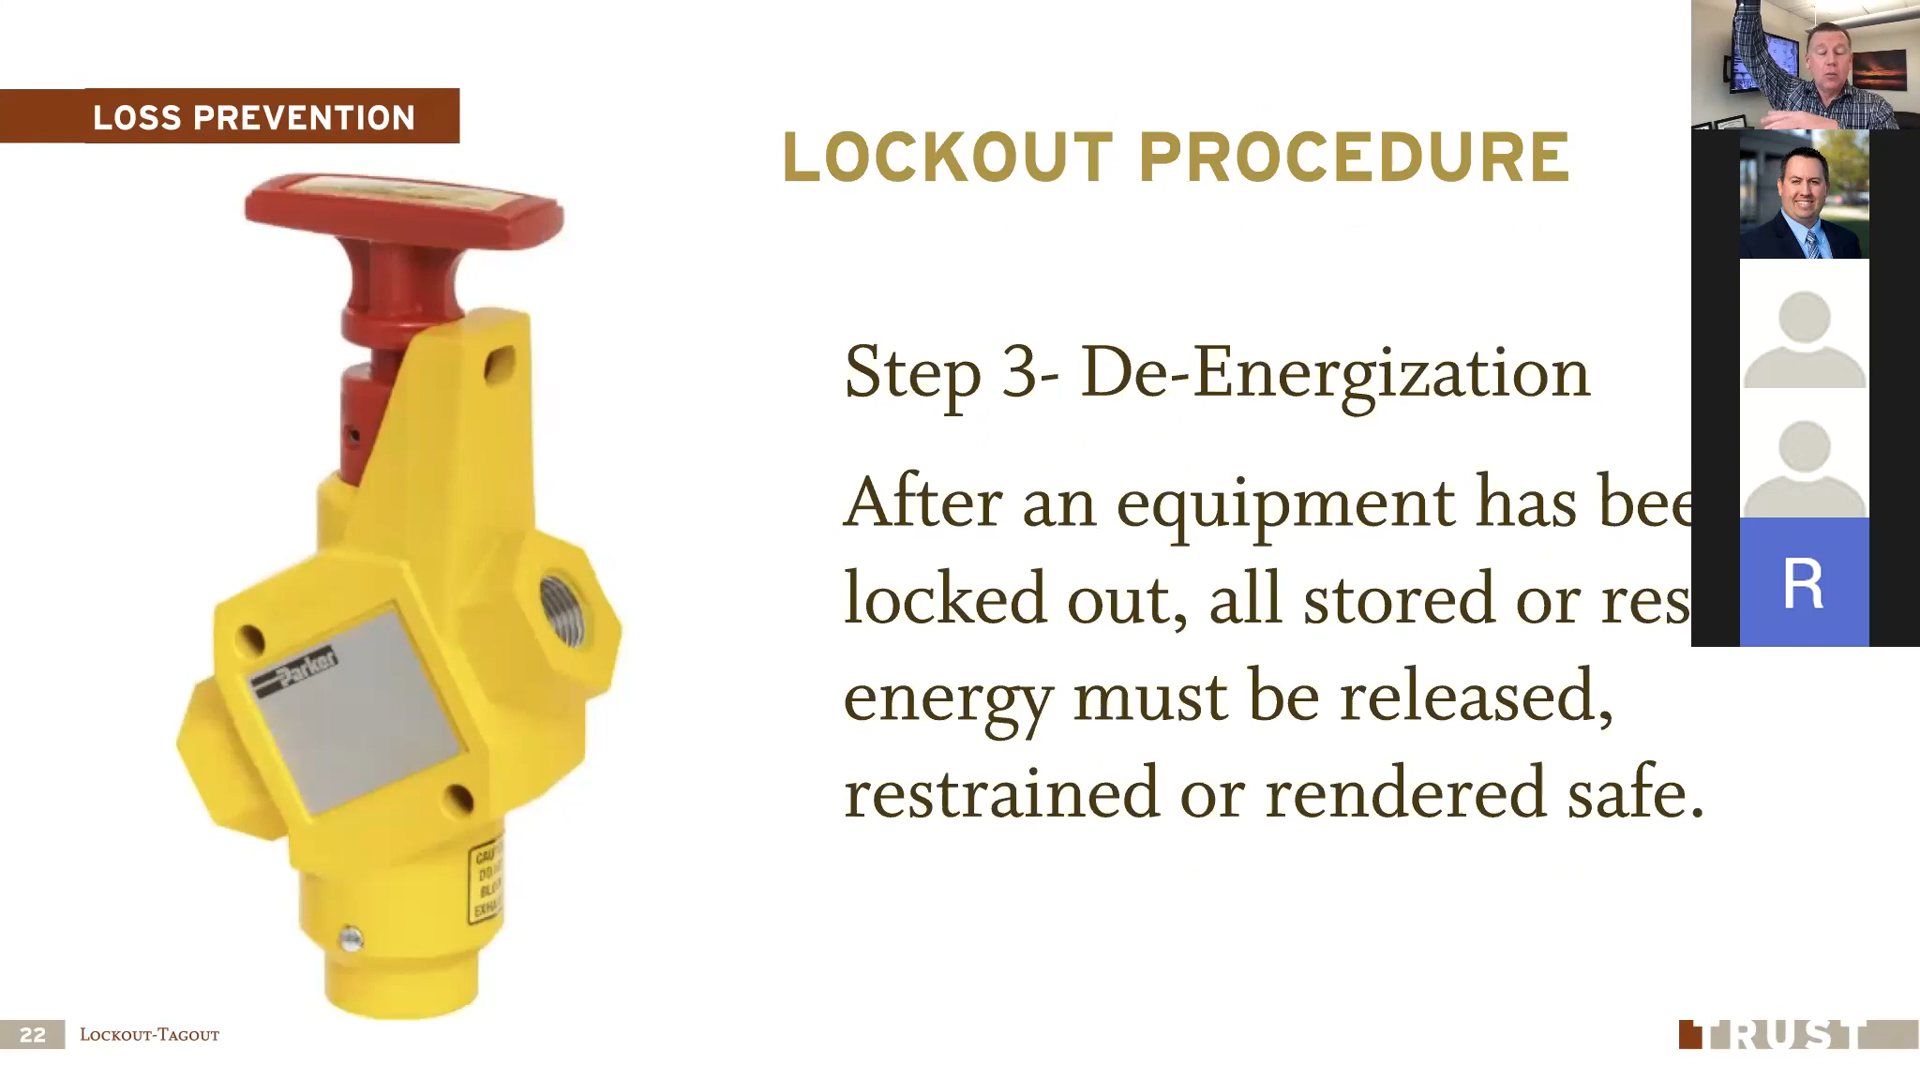 LOSS PREVENTION
LOCKOUT PROCEDURE
Step 3- De-Energization
After an equipment has bee
locked out, all stored or res
energy must be released,
restrained or rendered safe.
R
Parker
22
LOCKOUT-TAGOUT
TRUST